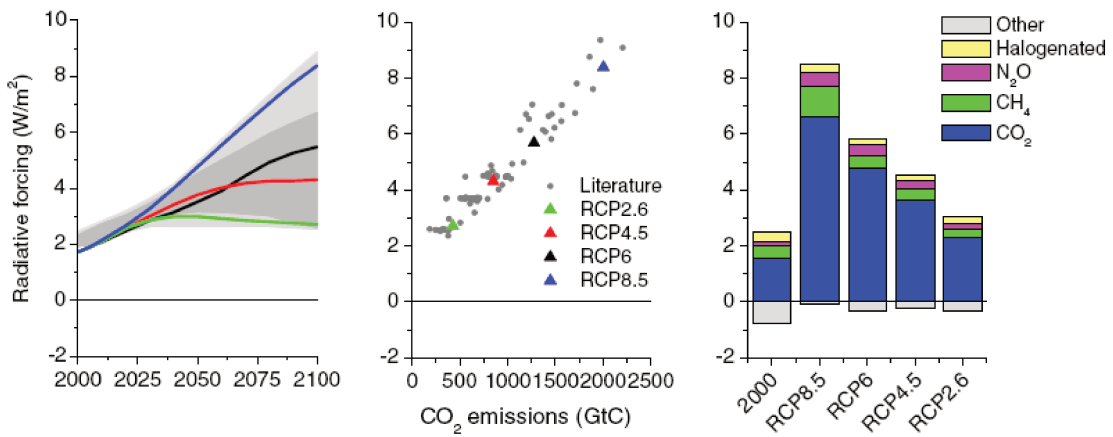 Radiative forcing (W/m²)
10
8
6
4
2
0
-2
2000 2025 2050 2075 2100
10
8
6
4
2
0
-2
Literature
RCP2.6
RCP4.5
RCP6
RCP8.5
0 500 1000 1500 2000 2500
CO₂ emissions (GtC)
10
8
6
4
2
0
-2
Other
Halogenated
N₂O
CH₄
CO₂
2000 RCP8.5 RCP6 RCP4.5 RCP2.6